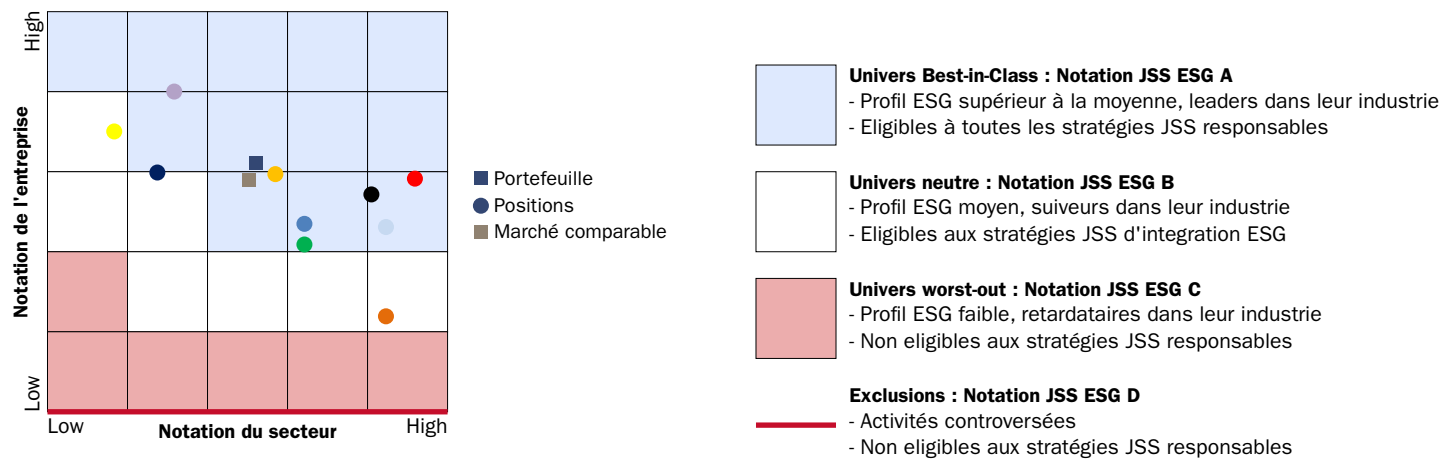 High
Notation de l'entreprise
Low
Low
Notation du secteur
High
Portefeuille
Positions
Marché comparable
Univers Best-in-Class : Notation JSS ESG A
- Profil ESG supérieur à la moyenne, leaders dans leur industrie
- Eligibles à toutes les stratégies JSS responsables
Univers neutre : Notation JSS ESG B
- Profil ESG moyen, suiveurs dans leur industrie
- Eligibles aux stratégies JSS d'integration ESG
Univers worst-out : Notation JSS ESG C
- Profil ESG faible, retardataires dans leur industrie
- Non eligibles aux stratégies JSS responsables
Exclusions : Notation JSS ESG D
- Activités controversées
- Non eligibles aux stratégies JSS responsables